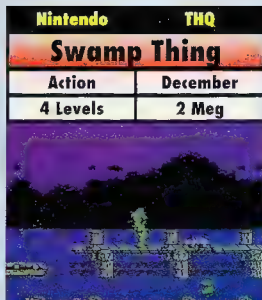 Nintendo THQ
Swamp Thing
Action December
4 Levels 2 Meg